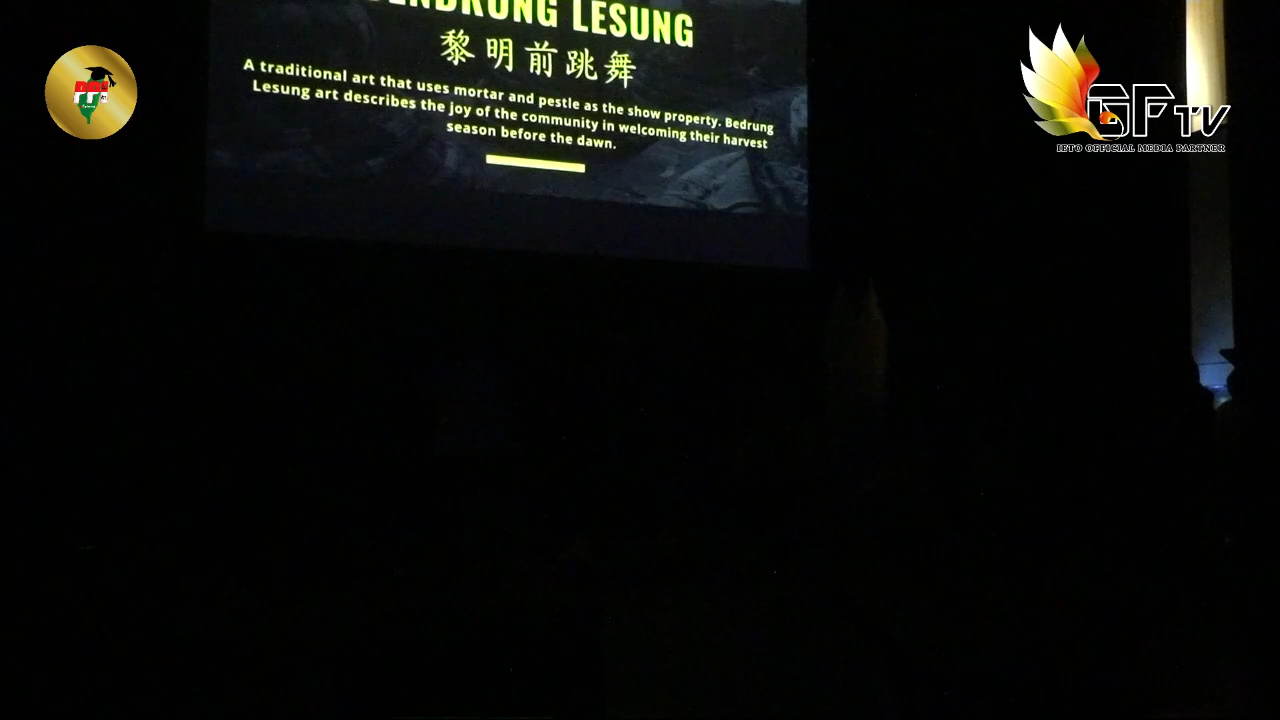 LESUNG
黎明前跳舞
A traditional art that uses mortar and pestle as the show property. Bedrung
Lesung art describes the joy of the community in welcoming their harvest
season before the dawn.
GFTV
IETO OFFICIAL MEDIA PARTNER